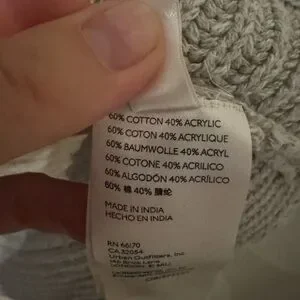 60% COTTON 40% ACRYLIC
60% COTON 40% ACRYLIQUE
60% BAUMWOLLE 40% ACRYL
60% COTONE 40% ACRILICO
60% ALGODÓN 40% ACRÍLICO
60% 棉 40% 腈纶
MADE IN INDIA
HECHO EN INDIA
RN 66170
CA 32054
Urban Outfitters, Inc